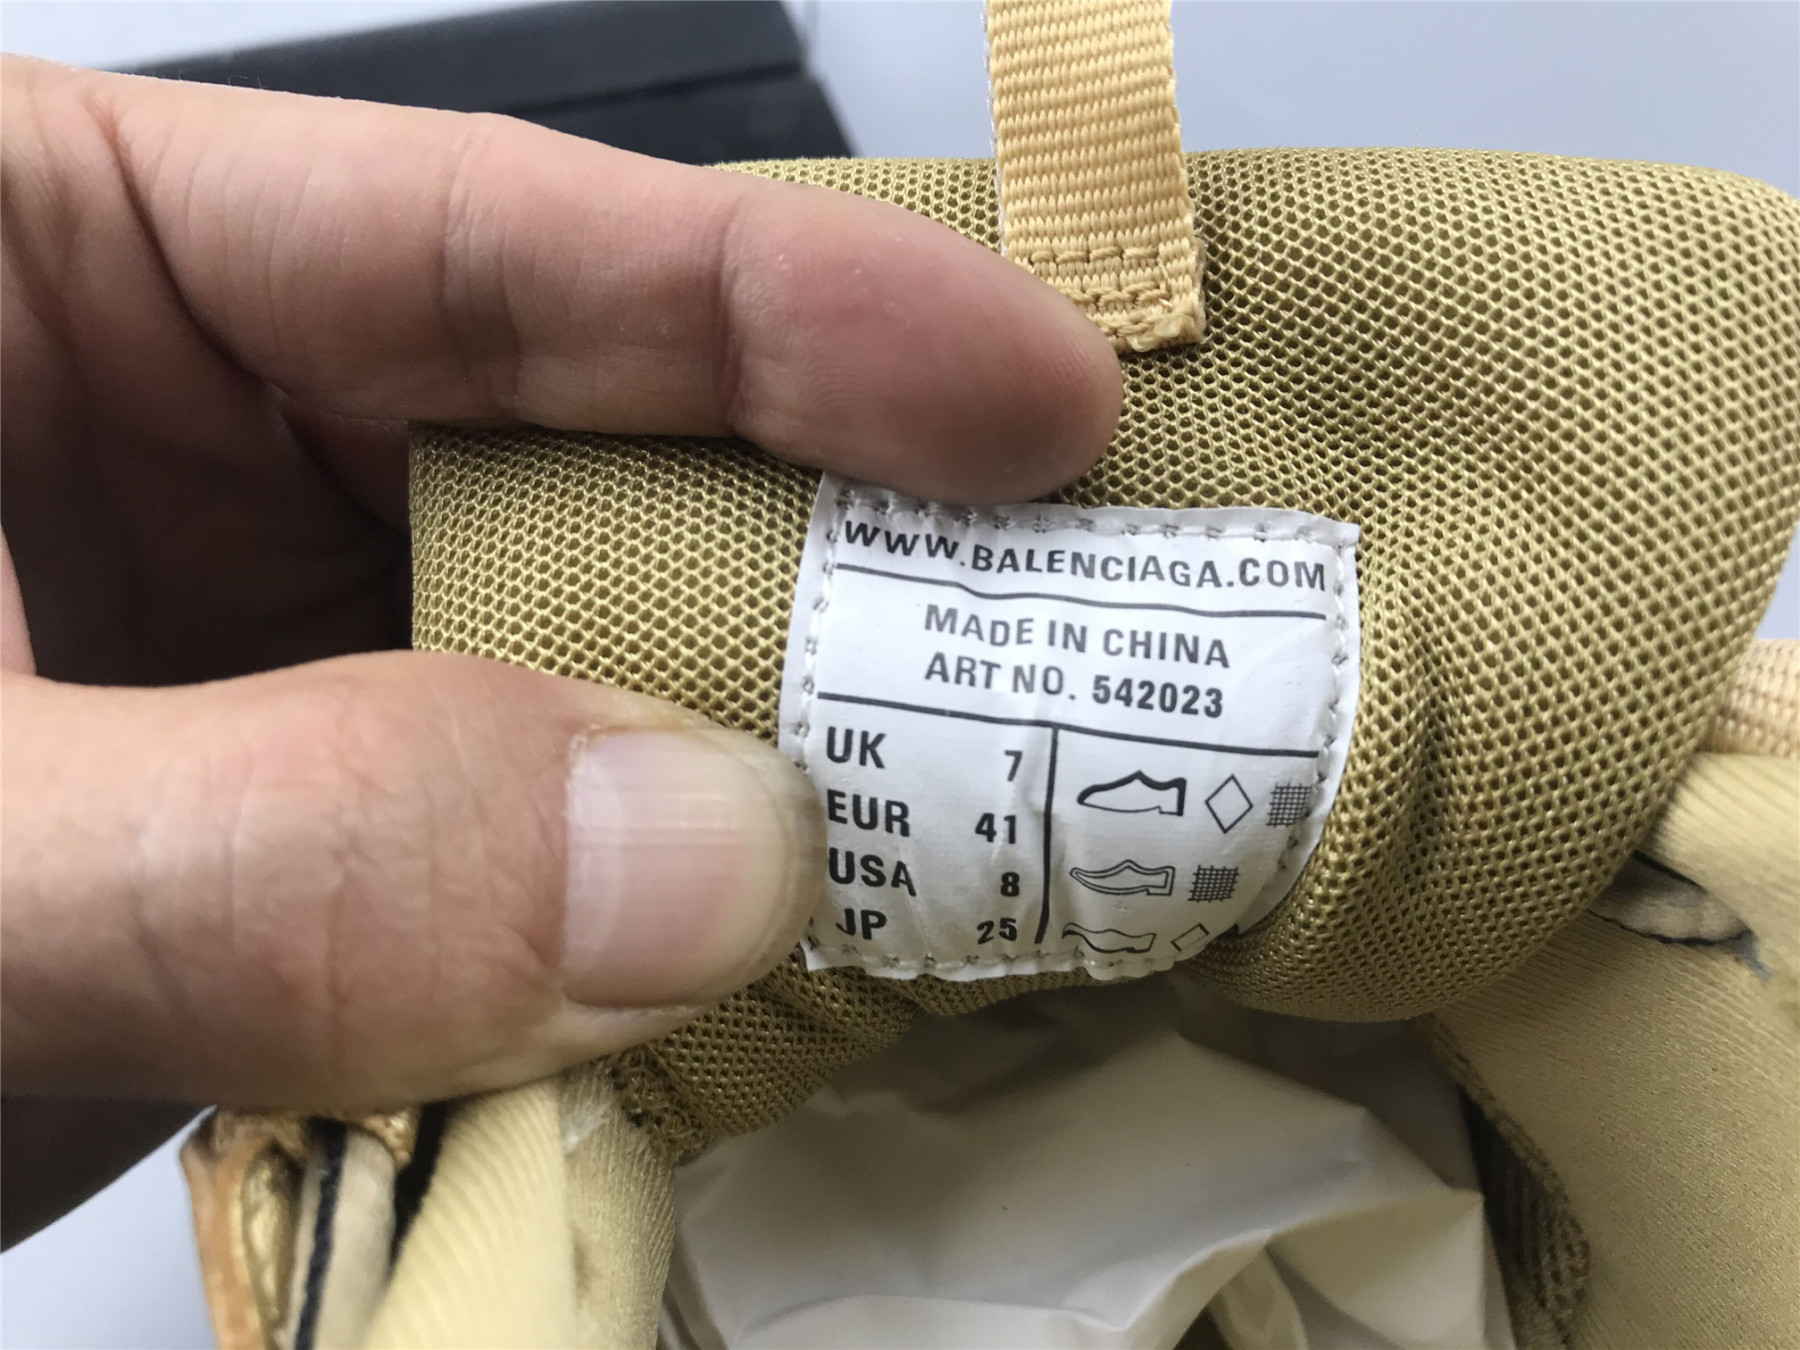 WWW.BALENCIAGA.COM
MADE IN CHINA
ART NO. 542023
UK 7
EUR 41
USA 8
JP 25